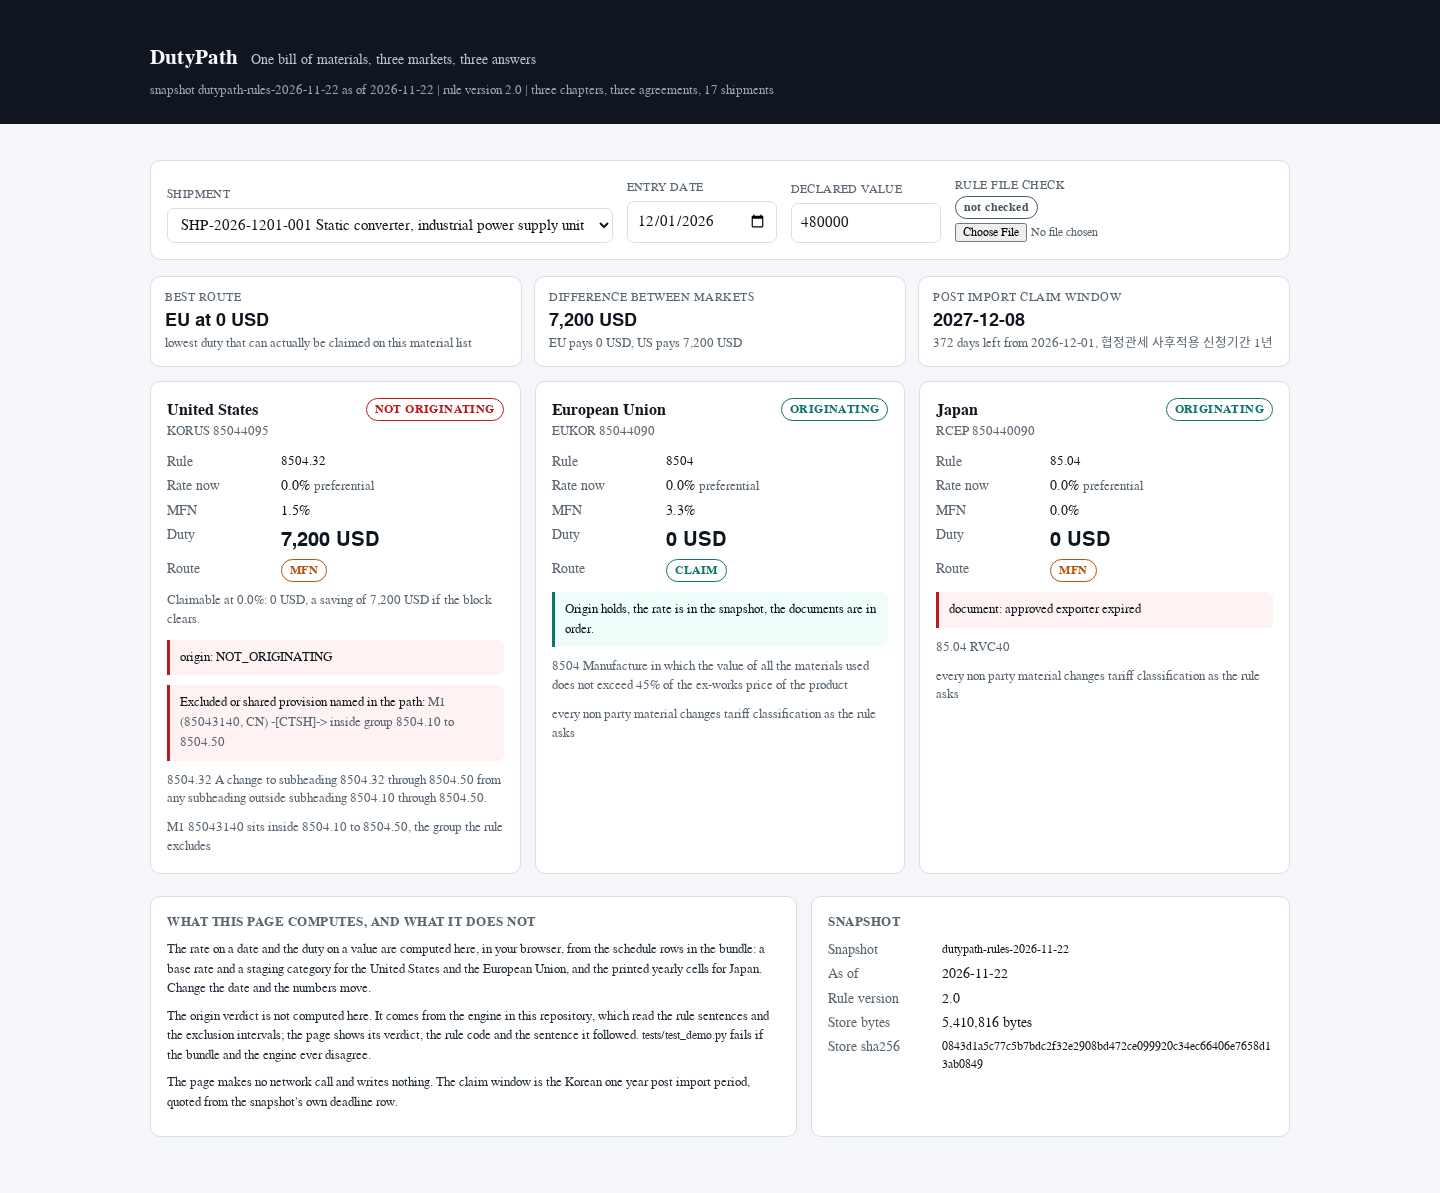 DutyPath One bill of materials, three markets, three answers
snapshot dutypath-rules-2026-11-22 as of 2026-11-22 | rule version 2.0 | three chapters, three agreements, 17 shipments
SHIPMENT
SHP-2026-1201-001 Static converter, industrial power supply unit
ENTRY DATE
12/01/2026
DECLARED VALUE
480000
RULE FILE CHECK
not checked
Choose File No file chosen
BEST ROUTE
EU at 0 USD
lowest duty that can actually be claimed on this material list
DIFFERENCE BETWEEN MARKETS
7,200 USD
EU pays 0 USD, US pays 7,200 USD
POST IMPORT CLAIM WINDOW
2027-12-08
372 days left from 2026-12-01, 협정관세 사후적용 신청기간 1년
United States
NOT ORIGINATING
KORUS 85044095
Rule 8504.32
Rate now 0.0% preferential
MFN 1.5%
Duty 7,200 USD
Route MFN
Claimable at 0.0%: 0 USD, a saving of 7,200 USD if the block
clears.
origin: NOT_ORIGINATING
Excluded or shared provision named in the path: M1
(85043140, CN) -[CTSH]-> inside group 8504.10 to
8504.50
8504.32 A change to subheading 8504.32 through 8504.50 from
any subheading outside subheading 8504.10 through 8504.50.
M1 85043140 sits inside 8504.10 to 8504.50, the group the rule
excludes
European Union
ORIGINATING
EUKOR 85044090
Rule 8504
Rate now 0.0% preferential
MFN 3.3%
Duty 0 USD
Route CLAIM
Origin holds, the rate is in the snapshot, the documents are in
order.
8504 Manufacture in which the value of all the materials used
does not exceed 45% of the ex-works price of the product
every non party material changes tariff classification as the rule
asks
Japan
ORIGINATING
RCEP 850440090
Rule 85.04
Rate now 0.0% preferential
MFN 0.0%
Duty 0 USD
Route MFN
document: approved exporter expired
85.04 RVC40
every non party material changes tariff classification as the rule
asks
WHAT THIS PAGE COMPUTES, AND WHAT IT DOES NOT
The rate on a date and the duty on a value are computed here, in your browser, from the schedule rows in the bundle: a
base rate and a staging category for the United States and the European Union, and the printed yearly cells for Japan.
Change the date and the numbers move.
The origin verdict is not computed here. It comes from the engine in this repository, which read the rule sentences and
the exclusion intervals; the page shows its verdict, the rule code and the sentence it followed. tests/test_demo.py fails if
the bundle and the engine ever disagree.
The page makes no network call and writes nothing. The claim window is the Korean one year post import period,
quoted from the snapshot's own deadline row.
SNAPSHOT
Snapshot dutypath-rules-2026-11-22
As of 2026-11-22
Rule version 2.0
Store bytes 5,410,816 bytes
Store sha256 0843d1a5c77c5b7bdc2f32e2908bd472ce099920c34ec66406e7658d1
3ab0849